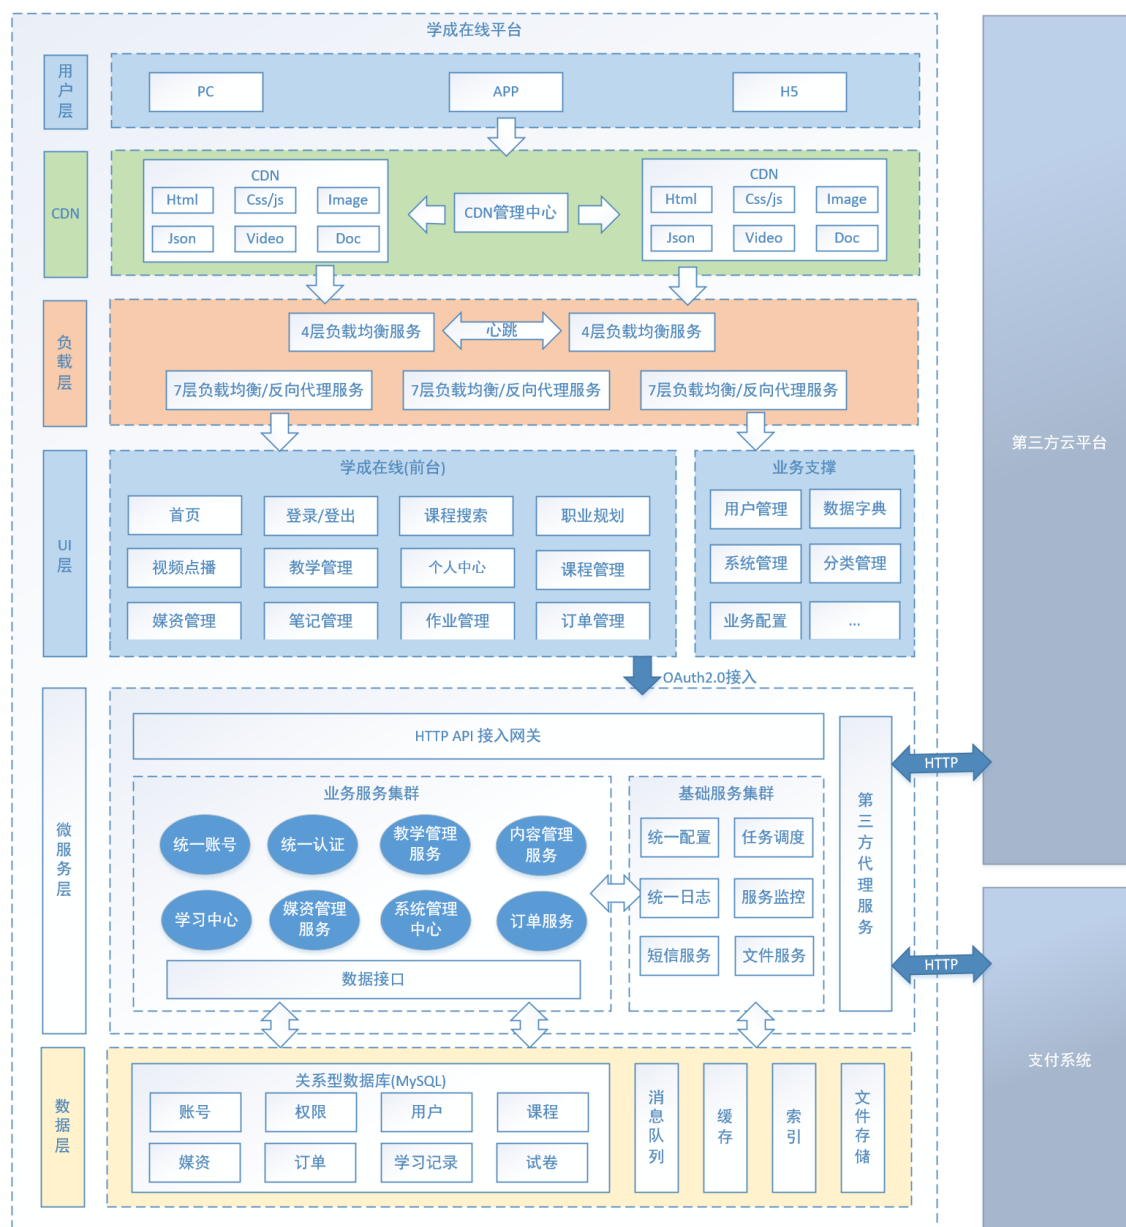 学成在线平台
用户层
PC
APP
H5
CDN
CDN
Html
Css/js
Image
Json
Video
Doc
CDN管理中心
CDN
Html
Css/js
Image
Json
Video
Doc
负载层
4层负载均衡服务
心跳
4层负载均衡服务
7层负载均衡/反向代理服务
7层负载均衡/反向代理服务
7层负载均衡/反向代理服务
UI层
学成在线(前台)
首页
登录/登出
课程搜索
职业规划
视频点播
教学管理
个人中心
课程管理
媒资管理
笔记管理
作业管理
订单管理
业务支撑
用户管理
数据字典
系统管理
分类管理
业务配置
...
OAuth2.0接入
微服务层
HTTP API 接入网关
业务服务集群
统一账号
统一认证
教学管理
服务
内容管理
服务
学习中心
媒资管理
服务
系统管理
中心
订单服务
数据接口
基础服务集群
统一配置
任务调度
统一日志
服务监控
短信服务
文件服务
第三方代理服务
HTTP
HTTP
第三方云平台
支付系统
数据层
关系型数据库(MySQL)
账号
权限
用户
课程
媒资
订单
学习记录
试卷
消息队列
缓存
索引
文件存储